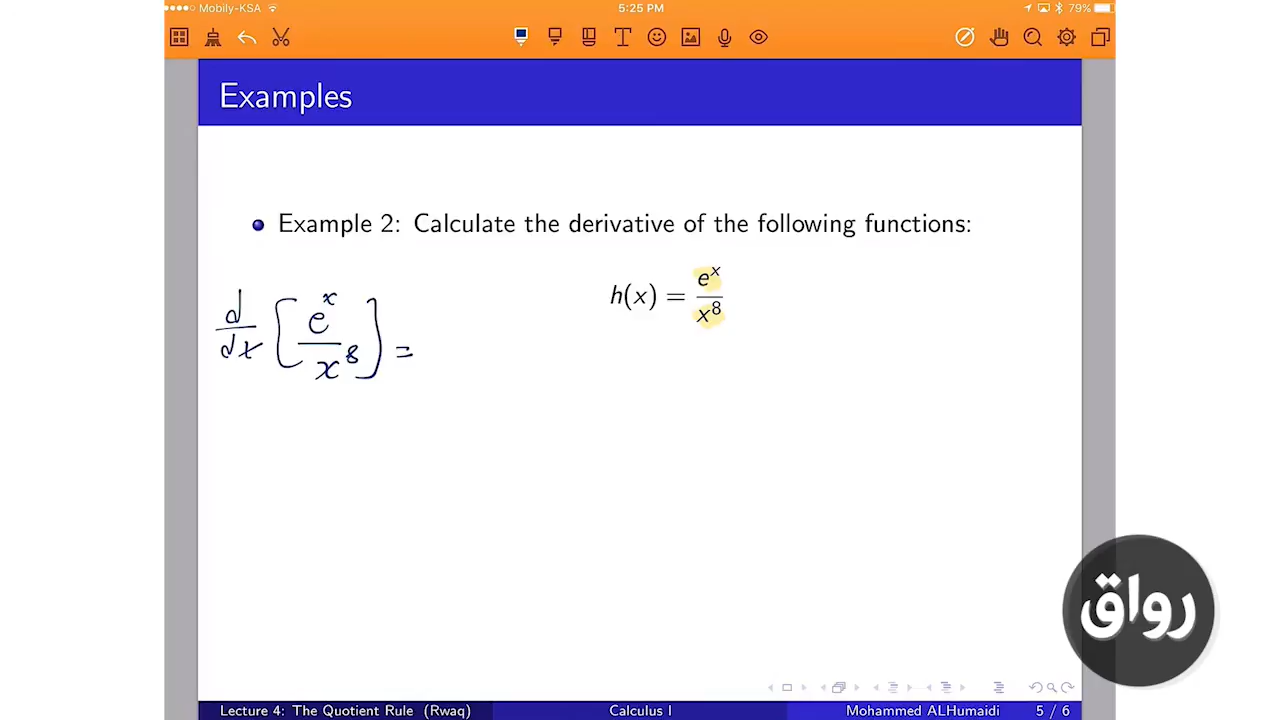 Mobily-KSA 5:25 PM 79%
Examples
Example 2: Calculate the derivative of the following functions:
h(x) = e^x / x^8
d/dx [e^x / x^8] =
رواق
Lecture 4: The Quotient Rule (Rwaq) Calculus I Mohammed ALHumaidi 5 / 6